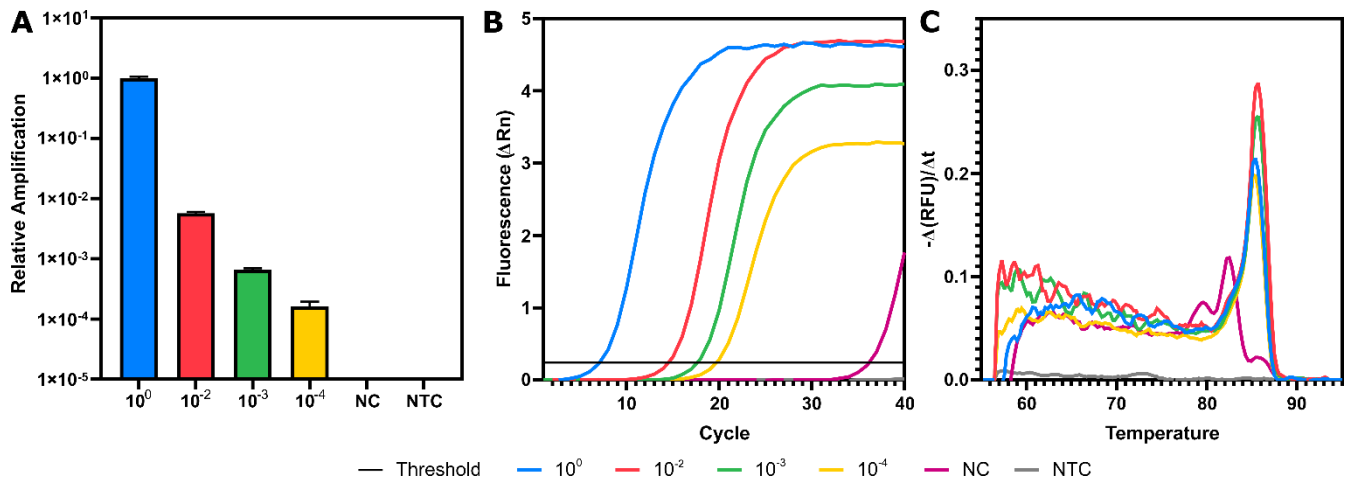 A
Relative Amplification
1×10¹
1×10⁰
1×10⁻¹
1×10⁻²
1×10⁻³
1×10⁻⁴
1×10⁻⁵
10⁰ 10⁻² 10⁻³ 10⁻⁴ NC NTC
B
Fluorescence (Δ Rn)
5
4
3
2
1
0
10 20 30 40
Cycle
C
-Δ(RFU)/Δt
0.3
0.2
0.1
0.0
60 70 80 90
Temperature
Threshold 10⁰ 10⁻² 10⁻³ 10⁻⁴ NC NTC